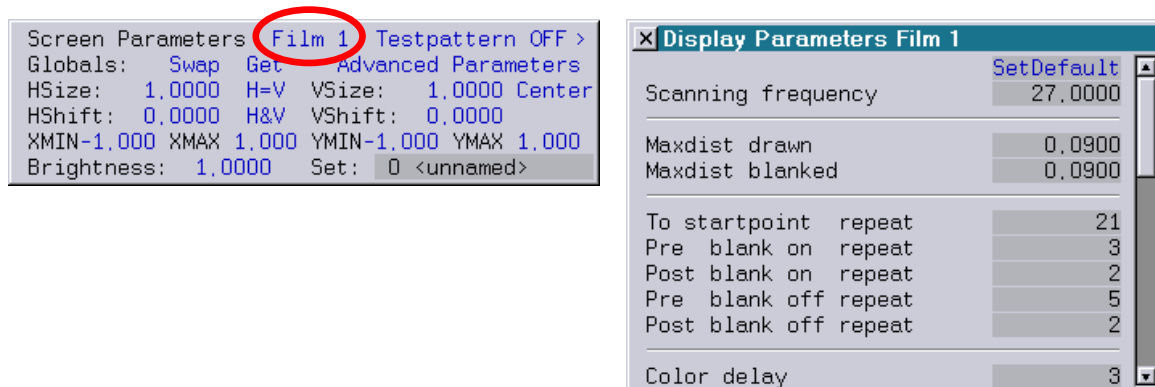 Screen Parameters Film 1 Testpattern OFF >
Globals: Swap Get Advanced Parameters
HSize: 1,0000 H=V VSize: 1,0000 Center
HShift: 0,0000 H&V VShift: 0,0000
XMIN-1,000 XMAX 1,000 YMIN-1,000 YMAX 1,000
Brightness: 1,0000 Set: 0 <unnamed>
Display Parameters Film 1
SetDefault
Scanning frequency 27,0000
Maxdist drawn 0,0900
Maxdist blanked 0,0900
To startpoint repeat 21
Pre blank on repeat 3
Post blank on repeat 2
Pre blank off repeat 5
Post blank off repeat 2
Color delay 3